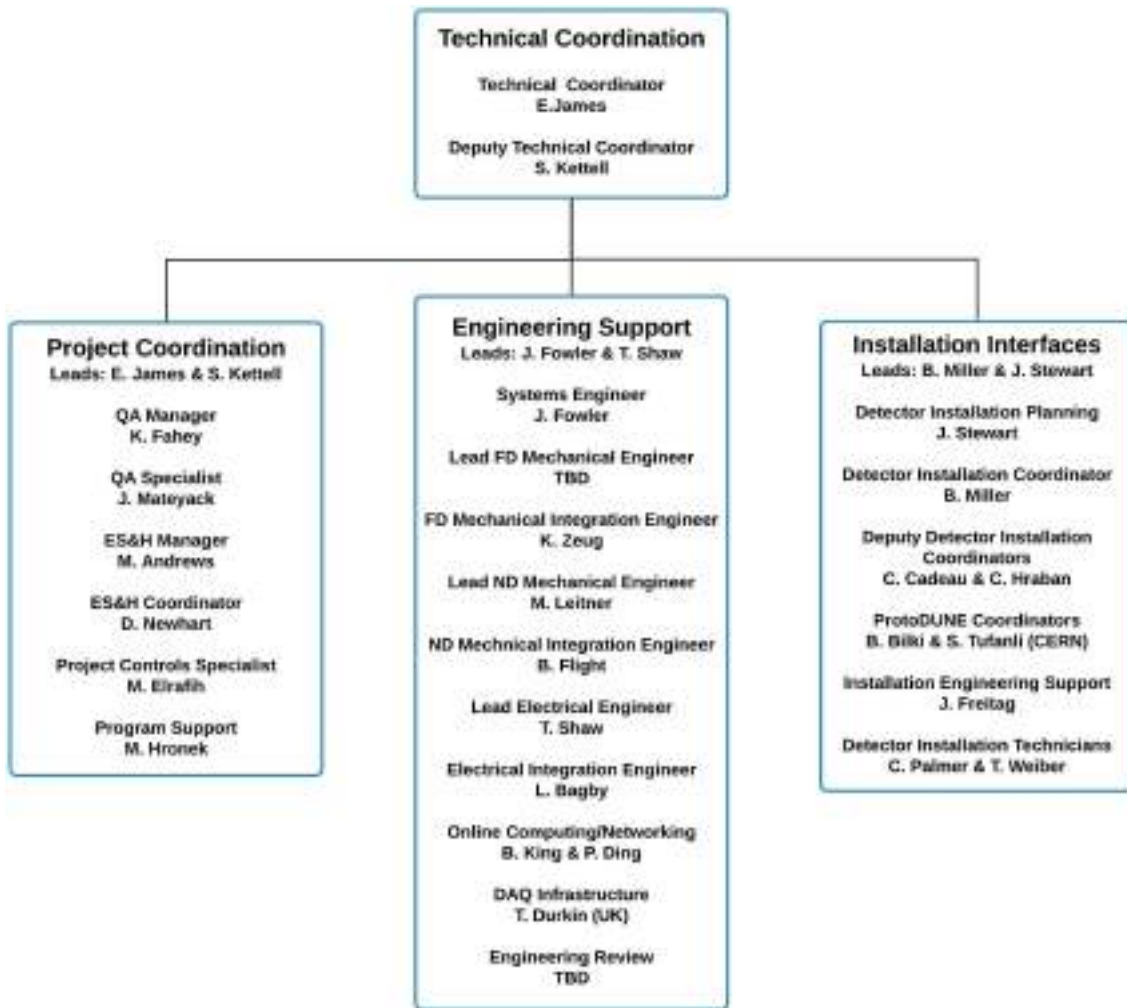 Technical Coordination
Technical Coordinator
E.James
Deputy Technical Coordinator
S. Kettell
Project Coordination
Leads: E. James & S. Kettell
QA Manager
K. Fahey
QA Specialist
J. Mateyack
ES&H Manager
M. Andrews
ES&H Coordinator
D. Newhart
Project Controls Specialist
M. Elrafih
Program Support
M. Hronek
Engineering Support
Leads: J. Fowler & T. Shaw
Systems Engineer
J. Fowler
Lead FD Mechanical Engineer
TBD
FD Mechanical Integration Engineer
K. Zeug
Lead ND Mechanical Engineer
M. Leitner
ND Mechnical Integration Engineer
B. Flight
Lead Electrical Engineer
T. Shaw
Electrical Integration Engineer
L. Bagby
Online Computing/Networking
B. King & P. Ding
DAQ Infrastructure
T. Durkin (UK)
Engineering Review
TBD
Installation Interfaces
Leads: B. Miller & J. Stewart
Detector Installation Planning
J. Stewart
Detector Installation Coordinator
B. Miller
Deputy Detector Installation
Coordinators
C. Cadeau & C. Hraban
ProtoDUNE Coordinators
B. Bilki & S. Tufanli (CERN)
Installation Engineering Support
J. Freitag
Detector Installation Technicians
C. Palmer & T. Weiber